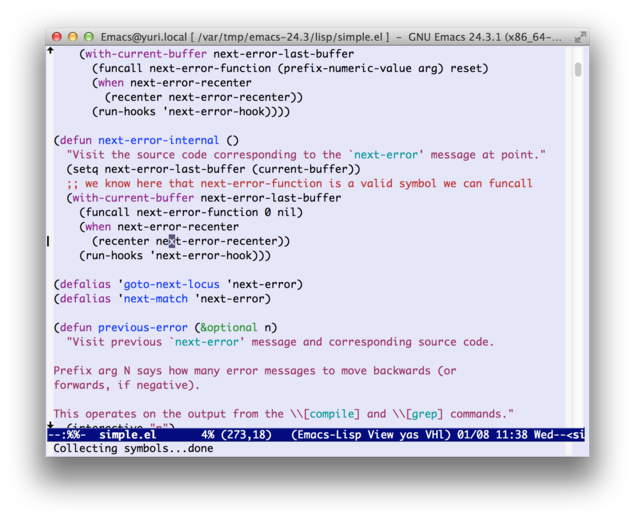 Emacs@yuri.local [ /var/tmp/emacs-24.3/lisp/simple.el ] - GNU Emacs 24.3.1 (x86_64-...
(with-current-buffer next-error-last-buffer
(funcall next-error-function (prefix-numeric-value arg) reset)
(when next-error-recenter
(recenter next-error-recenter))
(run-hooks 'next-error-hook))))
(defun next-error-internal ()
"Visit the source code corresponding to the `next-error' message at point."
(setq next-error-last-buffer (current-buffer))
;; we know here that next-error-function is a valid symbol we can funcall
(with-current-buffer next-error-last-buffer
(funcall next-error-function 0 nil)
(when next-error-recenter
(recenter next-error-recenter))
(run-hooks 'next-error-hook)))
(defalias 'goto-next-locus 'next-error)
(defalias 'next-match 'next-error)
(defun previous-error (&optional n)
"Visit previous `next-error' message and corresponding source code.
Prefix arg N says how many error messages to move backwards (or
forwards, if negative).
This operates on the output from the \\[compile] and \\[grep] commands."
(interactive "p")
--:%%- simple.el 4% (273,18) (Emacs-Lisp View yas VHl) 01/08 11:38 Wed--<si
Collecting symbols...done